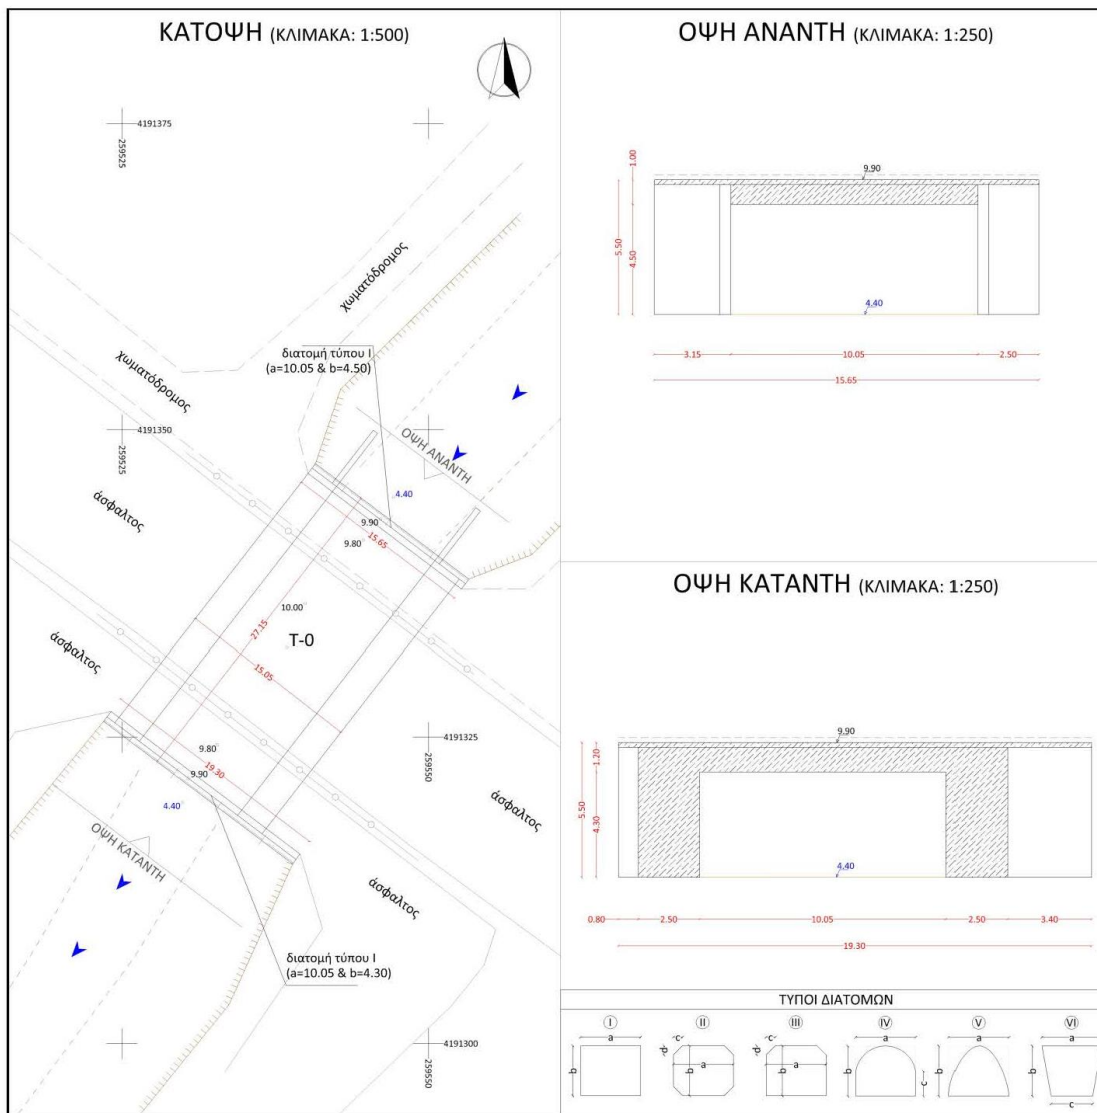 ΚΑΤΟΨΗ (ΚΛΙΜΑΚΑ: 1:500)
4191375
259525
χωματόδρομος
διατομή τύπου Ι
(a=10.05 & b=4.50)
χωματόδρομος
4191350
259525
ΟΨΗ ΑΝΑΝΤΗ
άσφαλτος
4.40
9.90
15.65
9.80
10.00
27.15
T-0
άσφαλτος
15.05
4191325
259550
9.80
19.30
9.90
4.40
άσφαλτος
ΟΨΗ ΚΑΤΑΝΤΗ
άσφαλτος
διατομή τύπου Ι
(a=10.05 & b=4.30)
4191300
259550
ΟΨΗ ΑΝΑΝΤΗ (ΚΛΙΜΑΚΑ: 1:250)
1.00
9.90
5.50
4.50
4.40
3.15 10.05 2.50
15.65
ΟΨΗ ΚΑΤΑΝΤΗ (ΚΛΙΜΑΚΑ: 1:250)
9.90
1.20
5.50
4.30
4.40
0.80 2.50 10.05 2.50 3.40
19.30
ΤΥΠΟΙ ΔΙΑΤΟΜΩΝ
I II III IV V VI
a c c a a a
b d b a d b a b c b b c